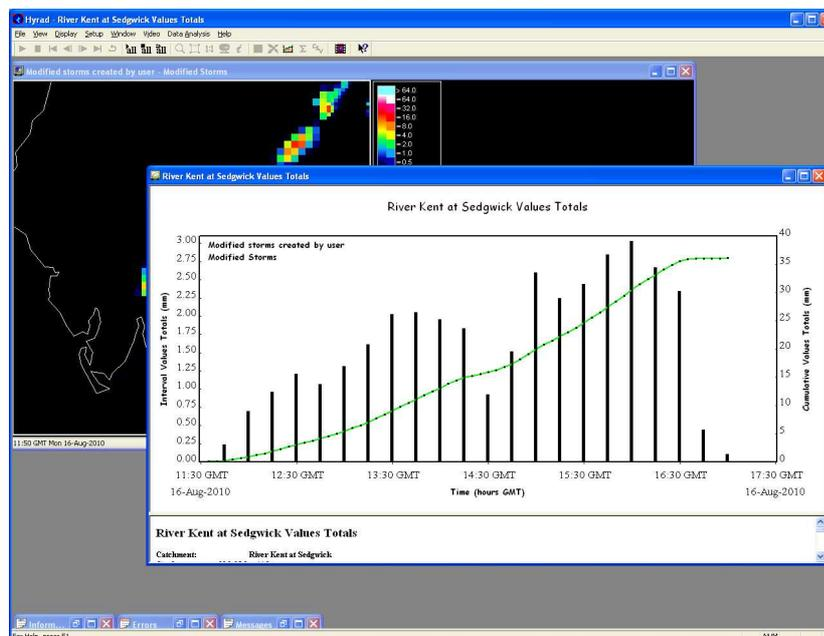 Hyrad - River Kent at Sedgwick Values Totals
File View Display Setup Window Video Data Analysis Help
Modified storms created by user - Modified Storms
> 64.0
64.0
32.0
16.0
8.0
4.0
2.0
1.0
0.5
River Kent at Sedgwick Values Totals
River Kent at Sedgwick Values Totals
Modified storms created by user
Modified Storms
Interval Values Totals (mm)
3.00
2.75
2.50
2.25
2.00
1.75
1.50
1.25
1.00
0.75
0.50
0.25
0.00
Cumulative Values Totals (mm)
40
35
30
25
20
15
10
5
0
11:30 GMT 12:30 GMT 13:30 GMT 14:30 GMT 15:30 GMT 16:30 GMT 17:30 GMT
16-Aug-2010 Time (hours GMT) 16-Aug-2010
11:50 GMT Mon 16-Aug-2010
River Kent at Sedgwick Values Totals
Catchment: River Kent at Sedgwick
Inform... Errors Messages